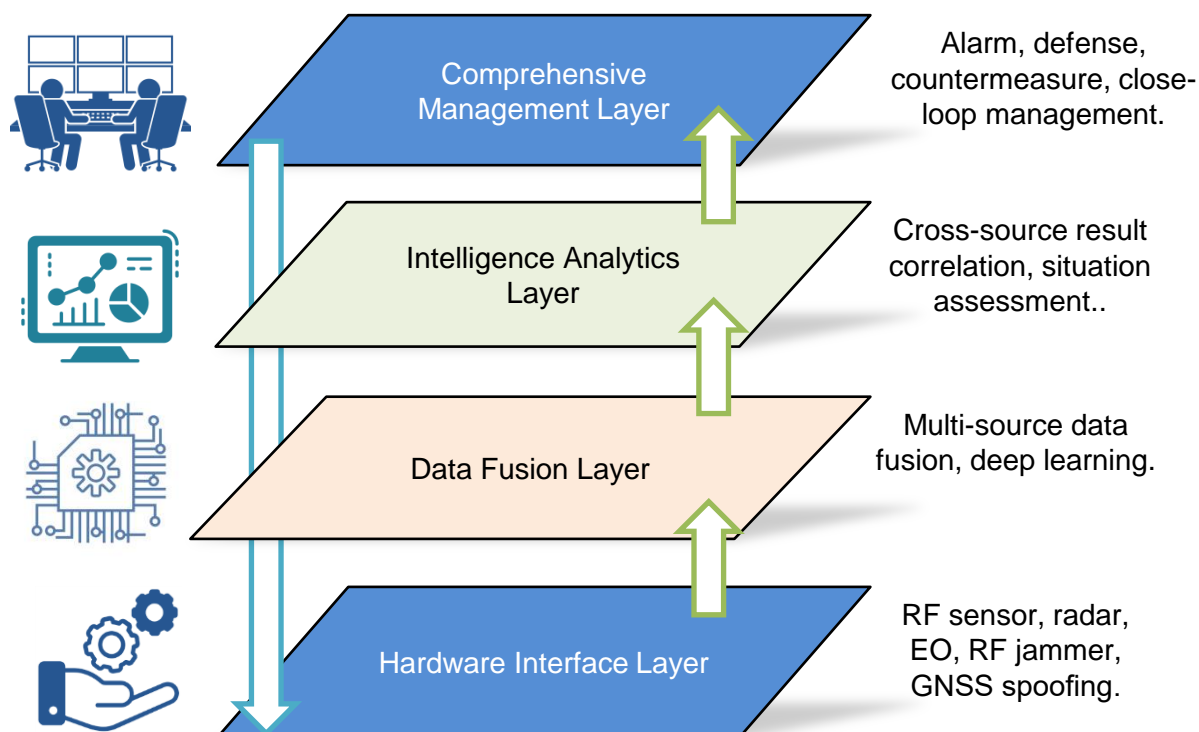 Comprehensive
Management Layer
Alarm, defense,
countermeasure, close-
loop management.
Intelligence Analytics
Layer
Cross-source result
correlation, situation
assessment..
Data Fusion Layer
Multi-source data
fusion, deep learning.
Hardware Interface Layer
RF sensor, radar,
EO, RF jammer,
GNSS spoofing.